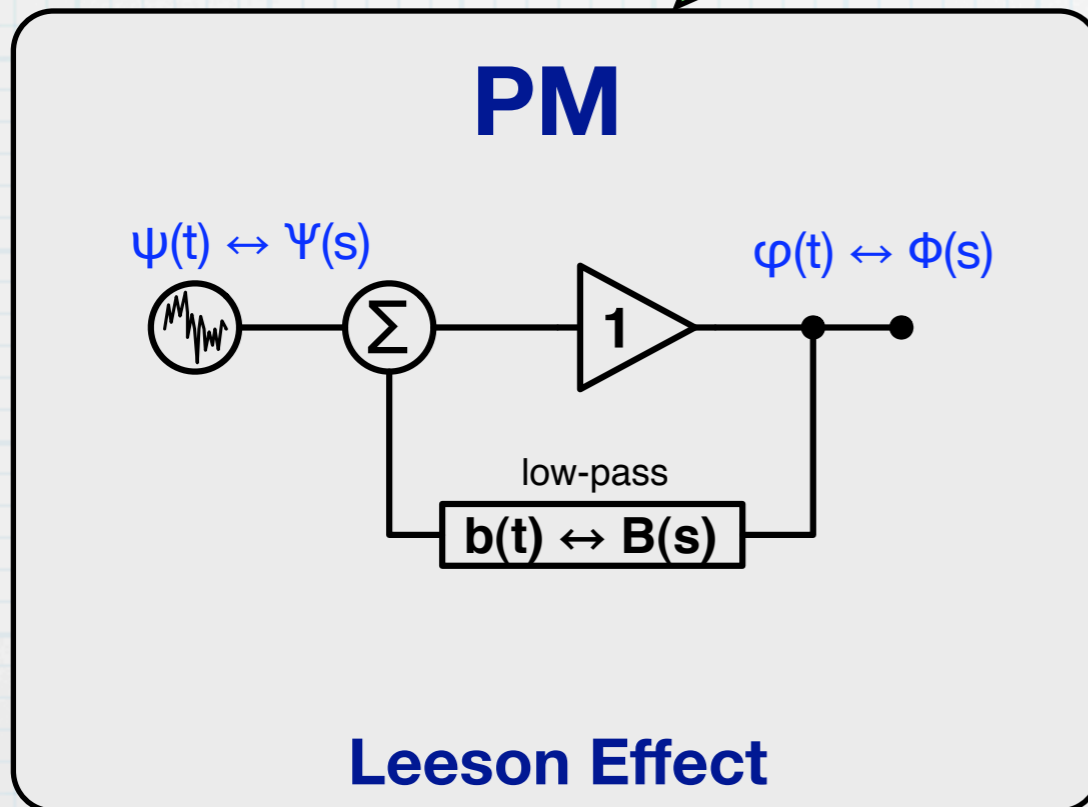 PM
ψ(t) ↔ Ψ(s)
φ(t) ↔ Φ(s)
Σ
1
low-pass
b(t) ↔ B(s)
Leeson Effect